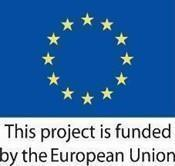 This project is funded
by the European Union